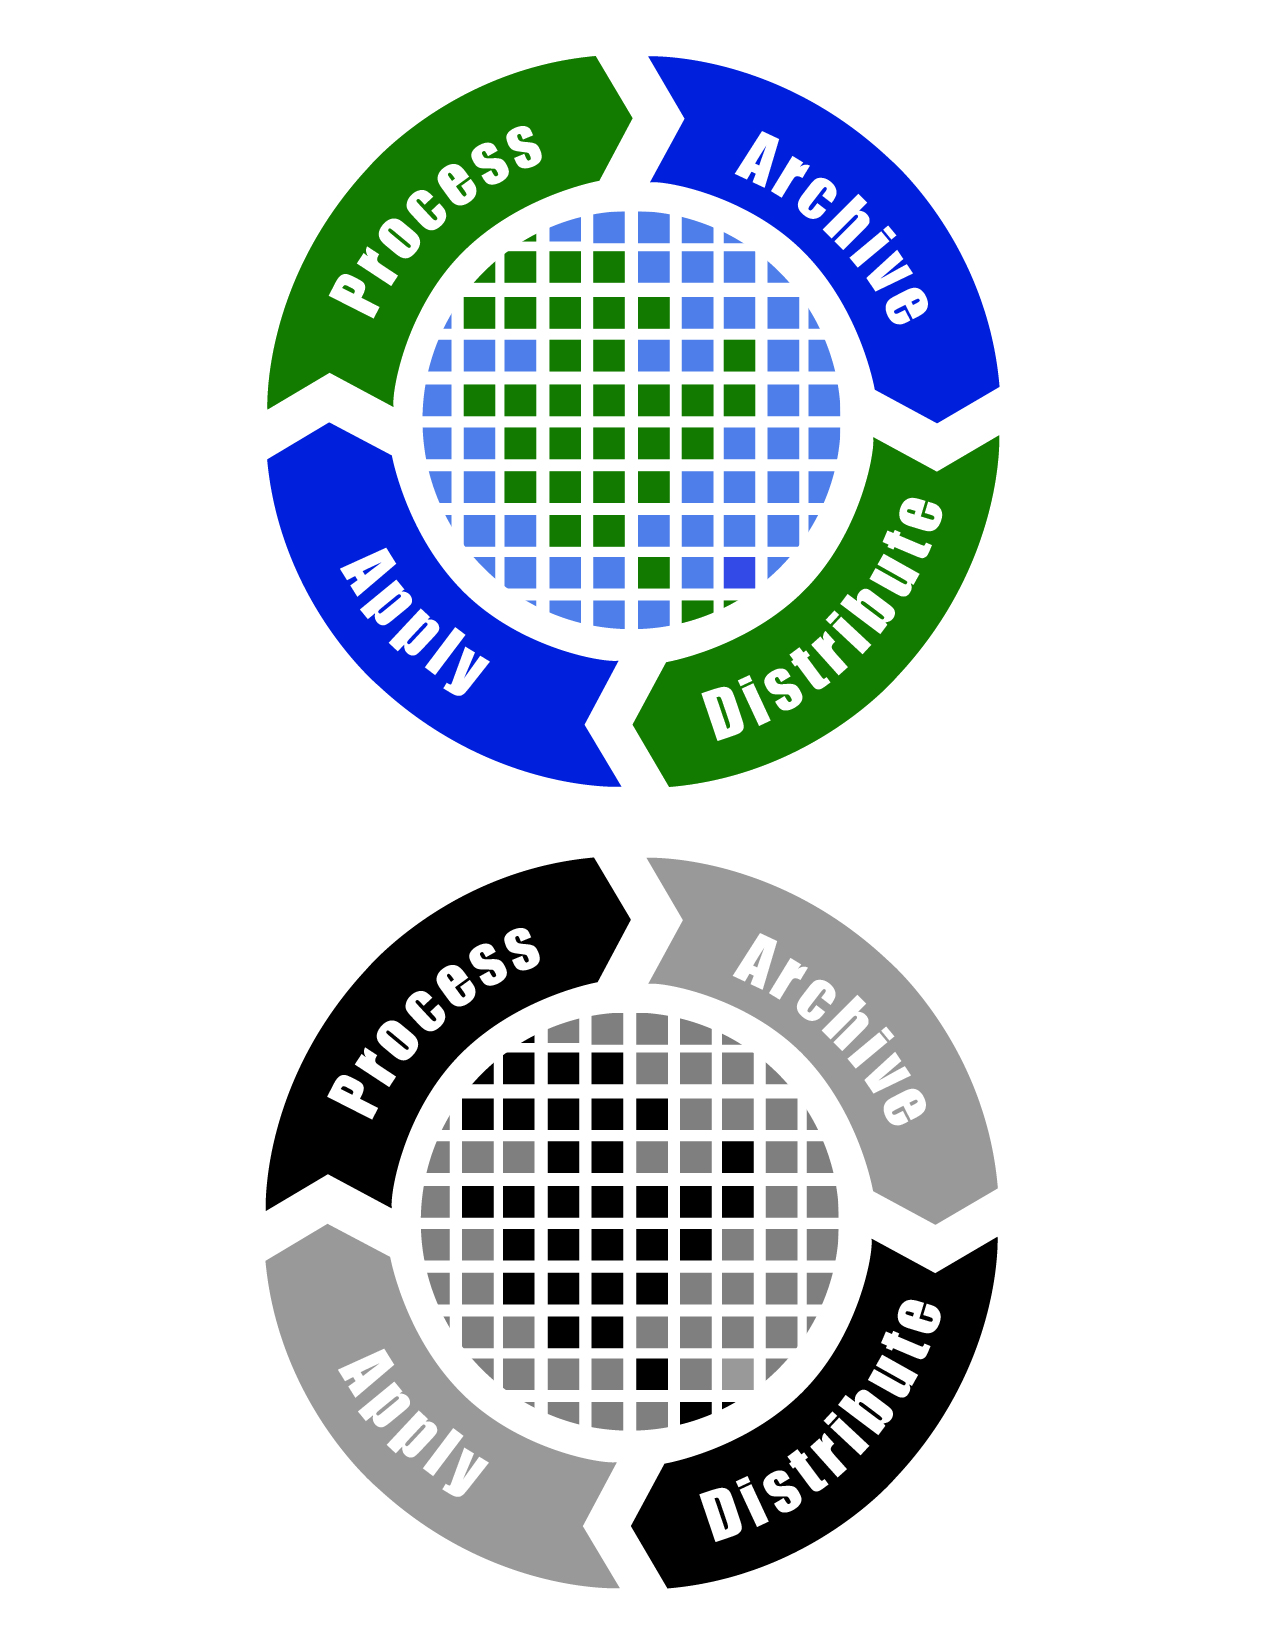 Process
Archive
Distribute
Apply
Process
Archive
Distribute
Apply